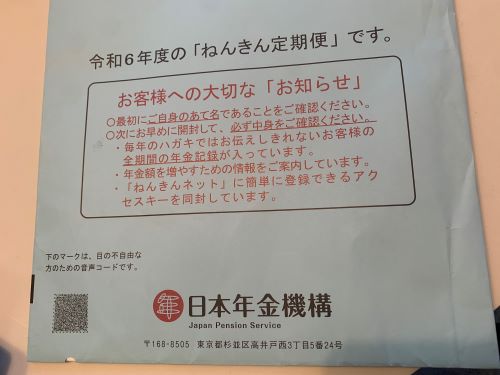 令和6年度の「ねんきん定期便」です。
お客様への大切な「お知らせ」
○最初にご自身のあて名であることをご確認ください。
○次にお早めに開封して、必ず中身をご確認ください。
・毎年のハガキではお伝えしきれないお客様の
全期間の年金記録が入っています。
・年金額を増やすための情報をご案内しています。
・「ねんきんネット」に簡単に登録できるアク
セスキーを同封しています。
下のマークは、目の不自由な
方のための音声コードです。
年
日本年金機構
Japan Pension Service
〒168-8505 東京都杉並区高井戸西3丁目5番24号